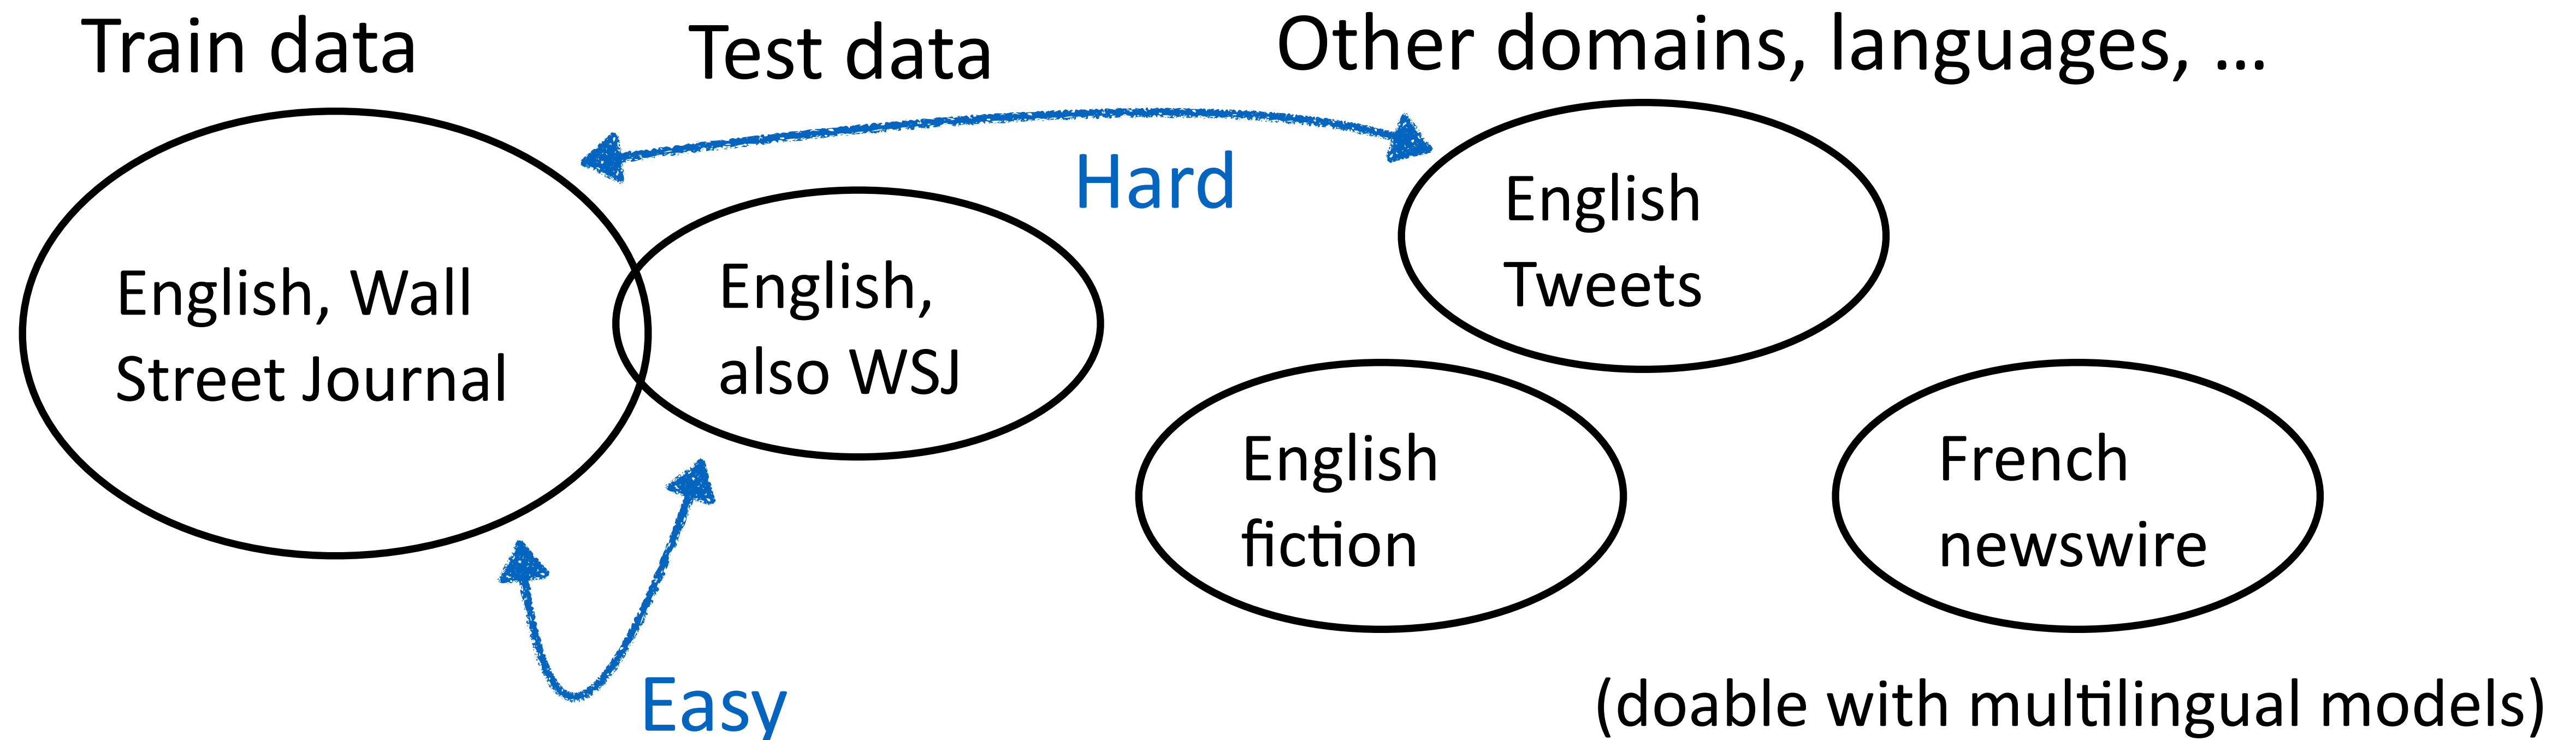 Train data
Test data
Other domains, languages, ...
Hard
English, Wall
Street Journal
English,
also WSJ
English
Tweets
English
fiction
French
newswire
Easy
(doable with multilingual models)